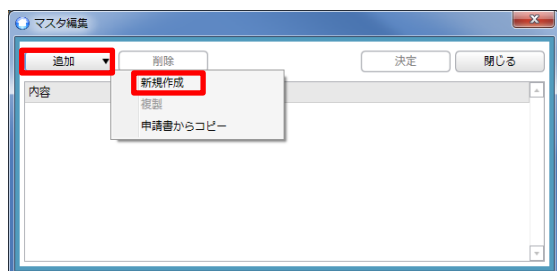 マスタ編集
追加 ▼ 削除 決定 閉じる
新規作成
内容
複製
申請書からコピー